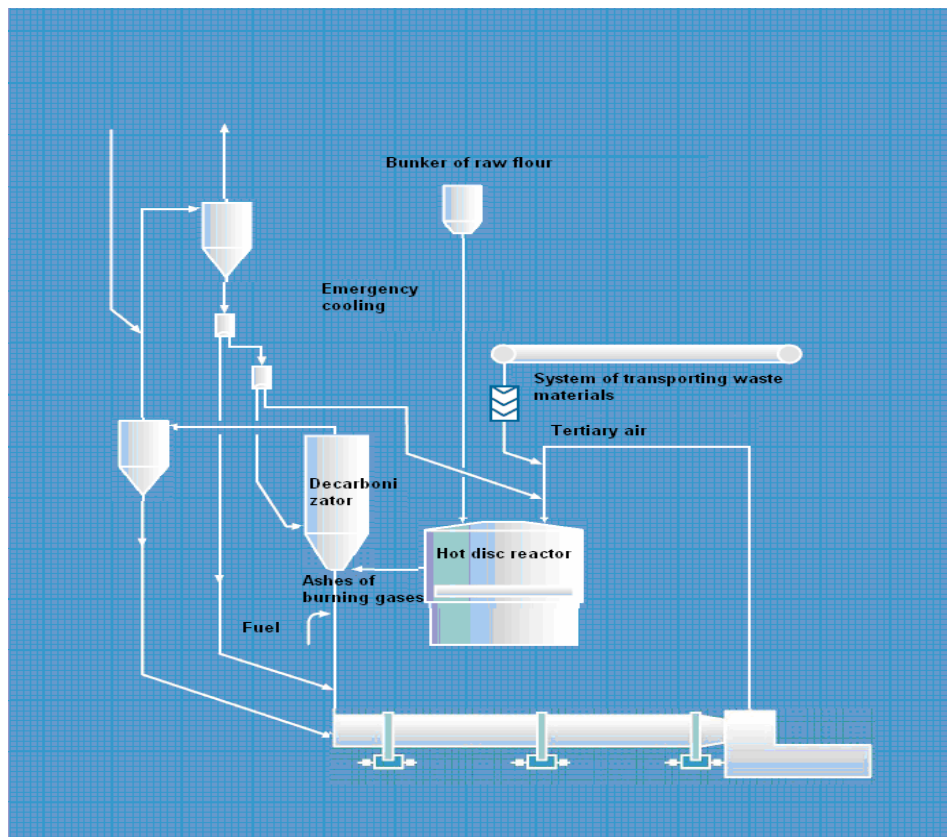 Bunker of raw flour
Emergency
cooling
System of transporting waste
materials
Tertiary air
Decarboni
zator
Hot disc reactor
Ashes of
burning gases
Fuel